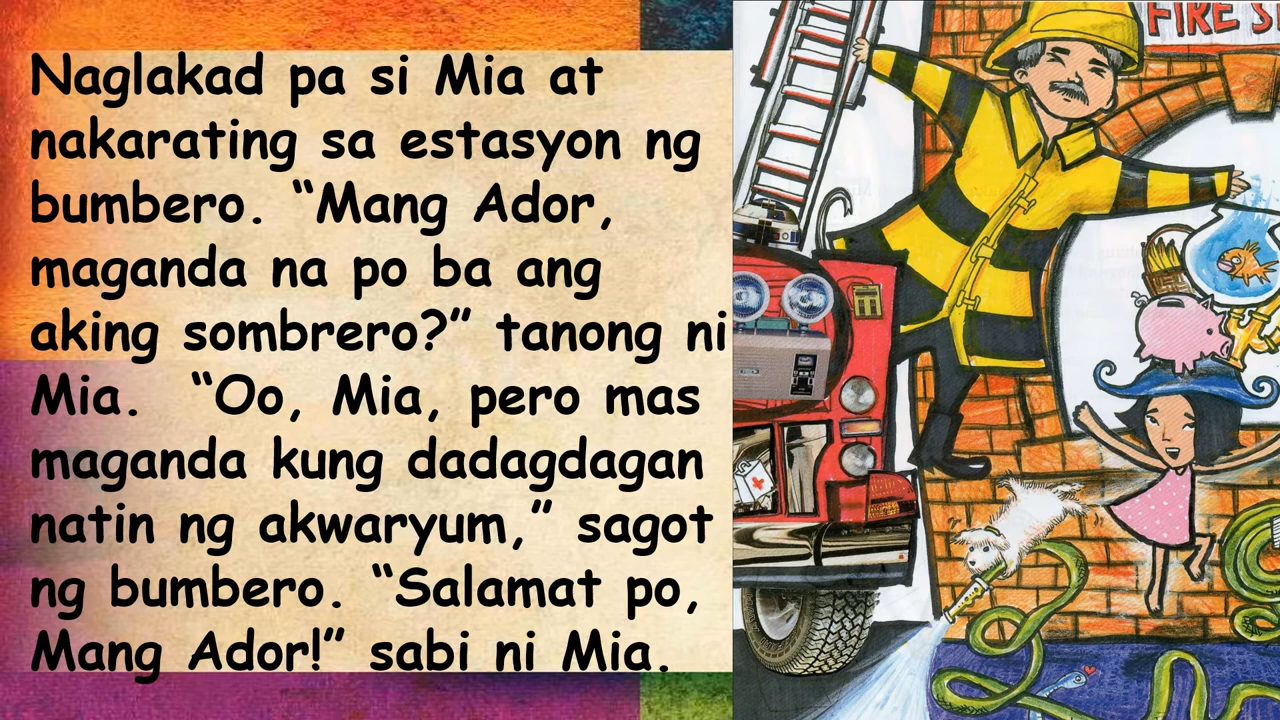 Naglakad pa si Mia at
nakarating sa estasyon ng
bumbero. “Mang Ador,
maganda na po ba ang
aking sombrero?” tanong ni
Mia. “Oo, Mia, pero mas
maganda kung dadagdagan
natin ng akwaryum,” sagot
ng bumbero. “Salamat po,
Mang Ador!” sabi ni Mia.
FIRE